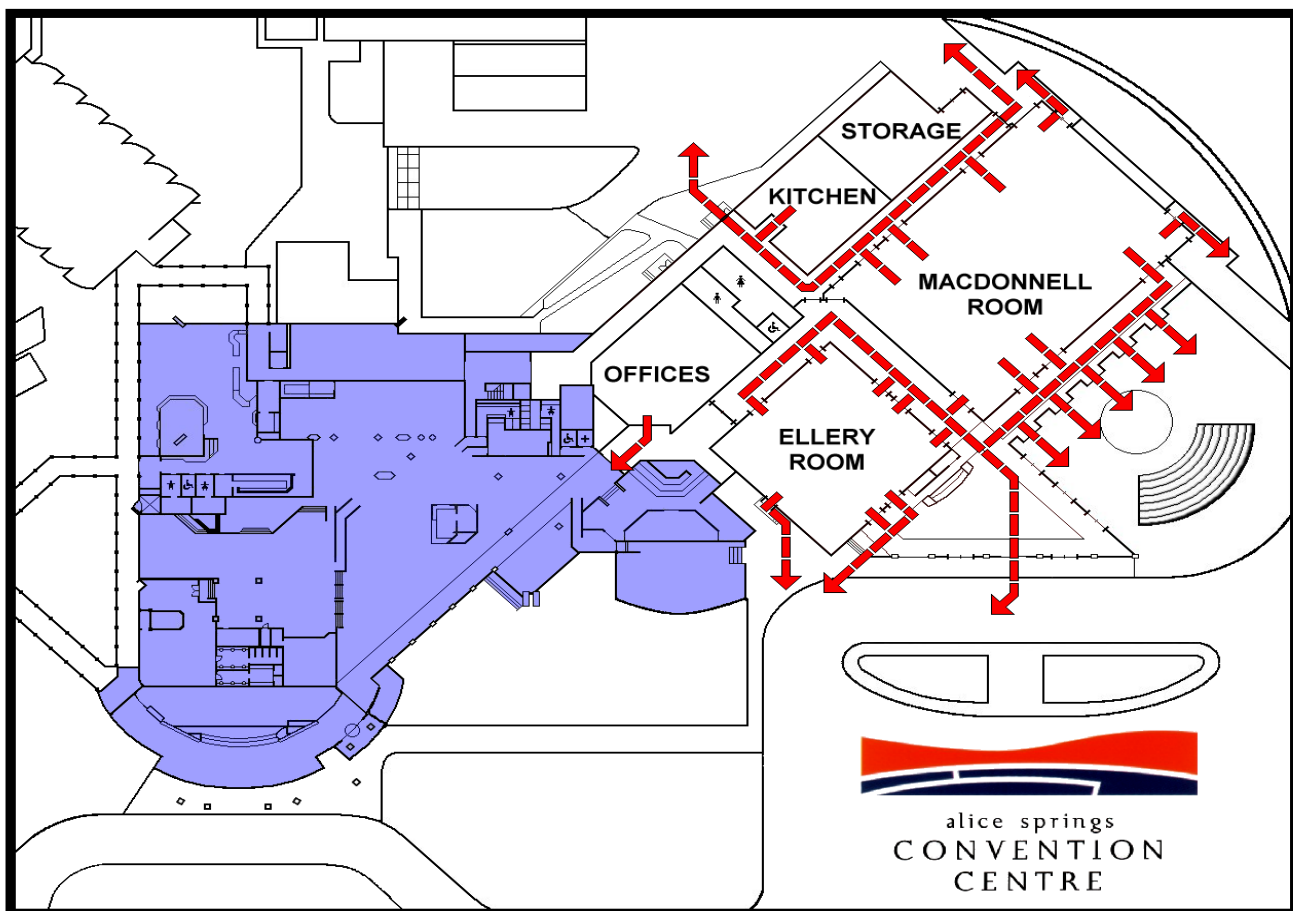 STORAGE
KITCHEN
MACDONNELL
ROOM
OFFICES
ELLERY
ROOM
alice springs
CONVENTION
CENTRE